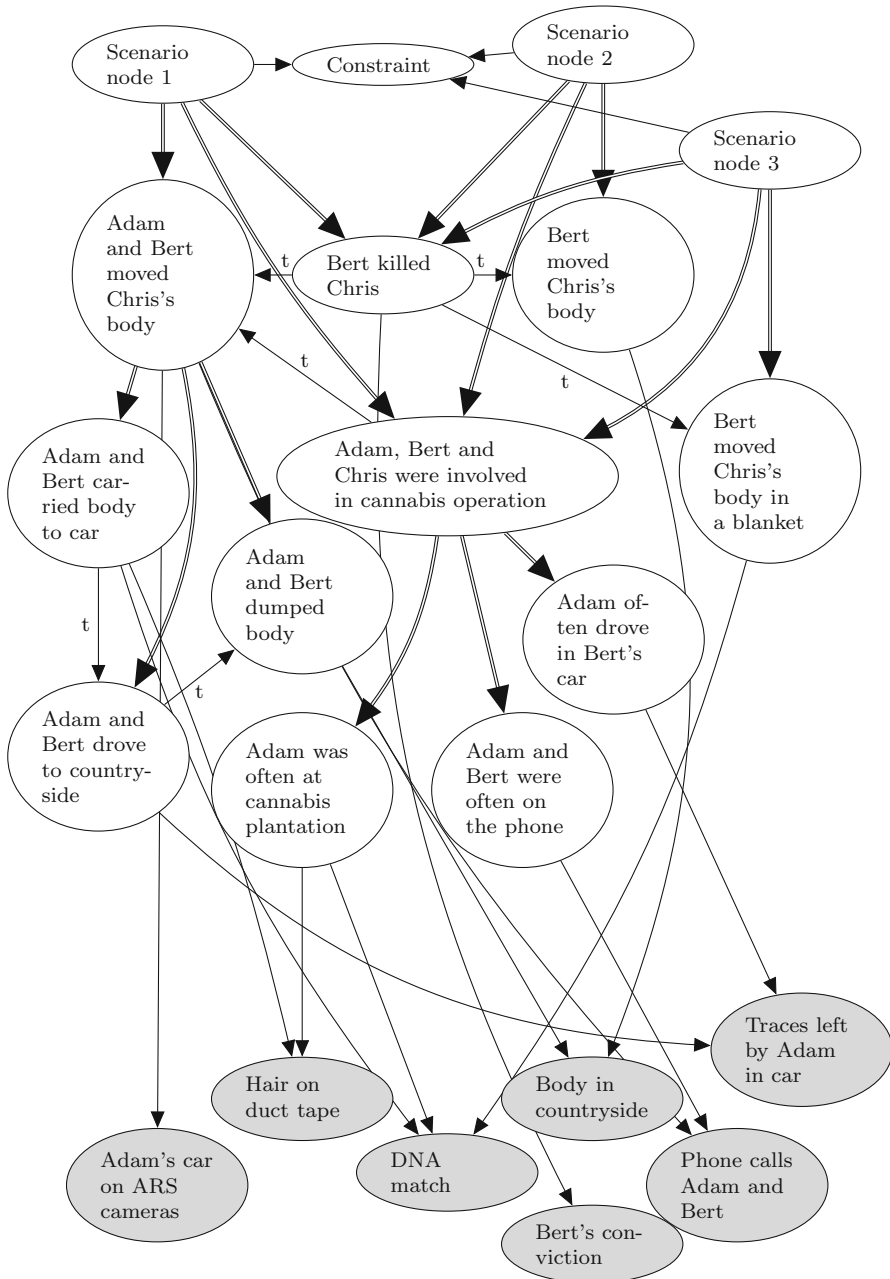 Scenario
node 1
Constraint
Scenario
node 2
Scenario
node 3
Adam
and Bert
moved
Chris's
body
t
Bert killed
Chris
t
Bert
moved
Chris's
body
t
t
Adam and
Bert car-
ried body
to car
Adam, Bert and
Chris were involved
in cannabis operation
Bert
moved
Chris's
body in
a blanket
Adam
and Bert
dumped
body
Adam of-
ten drove
in Bert's
car
t
t
Adam and
Bert drove
to country-
side
Adam was
often at
cannabis
plantation
Adam and
Bert were
often on
the phone
Traces left
by Adam
in car
Hair on
duct tape
Body in
countryside
Adam's car
on ARS
cameras
DNA
match
Phone calls
Adam and
Bert
Bert's con-
viction